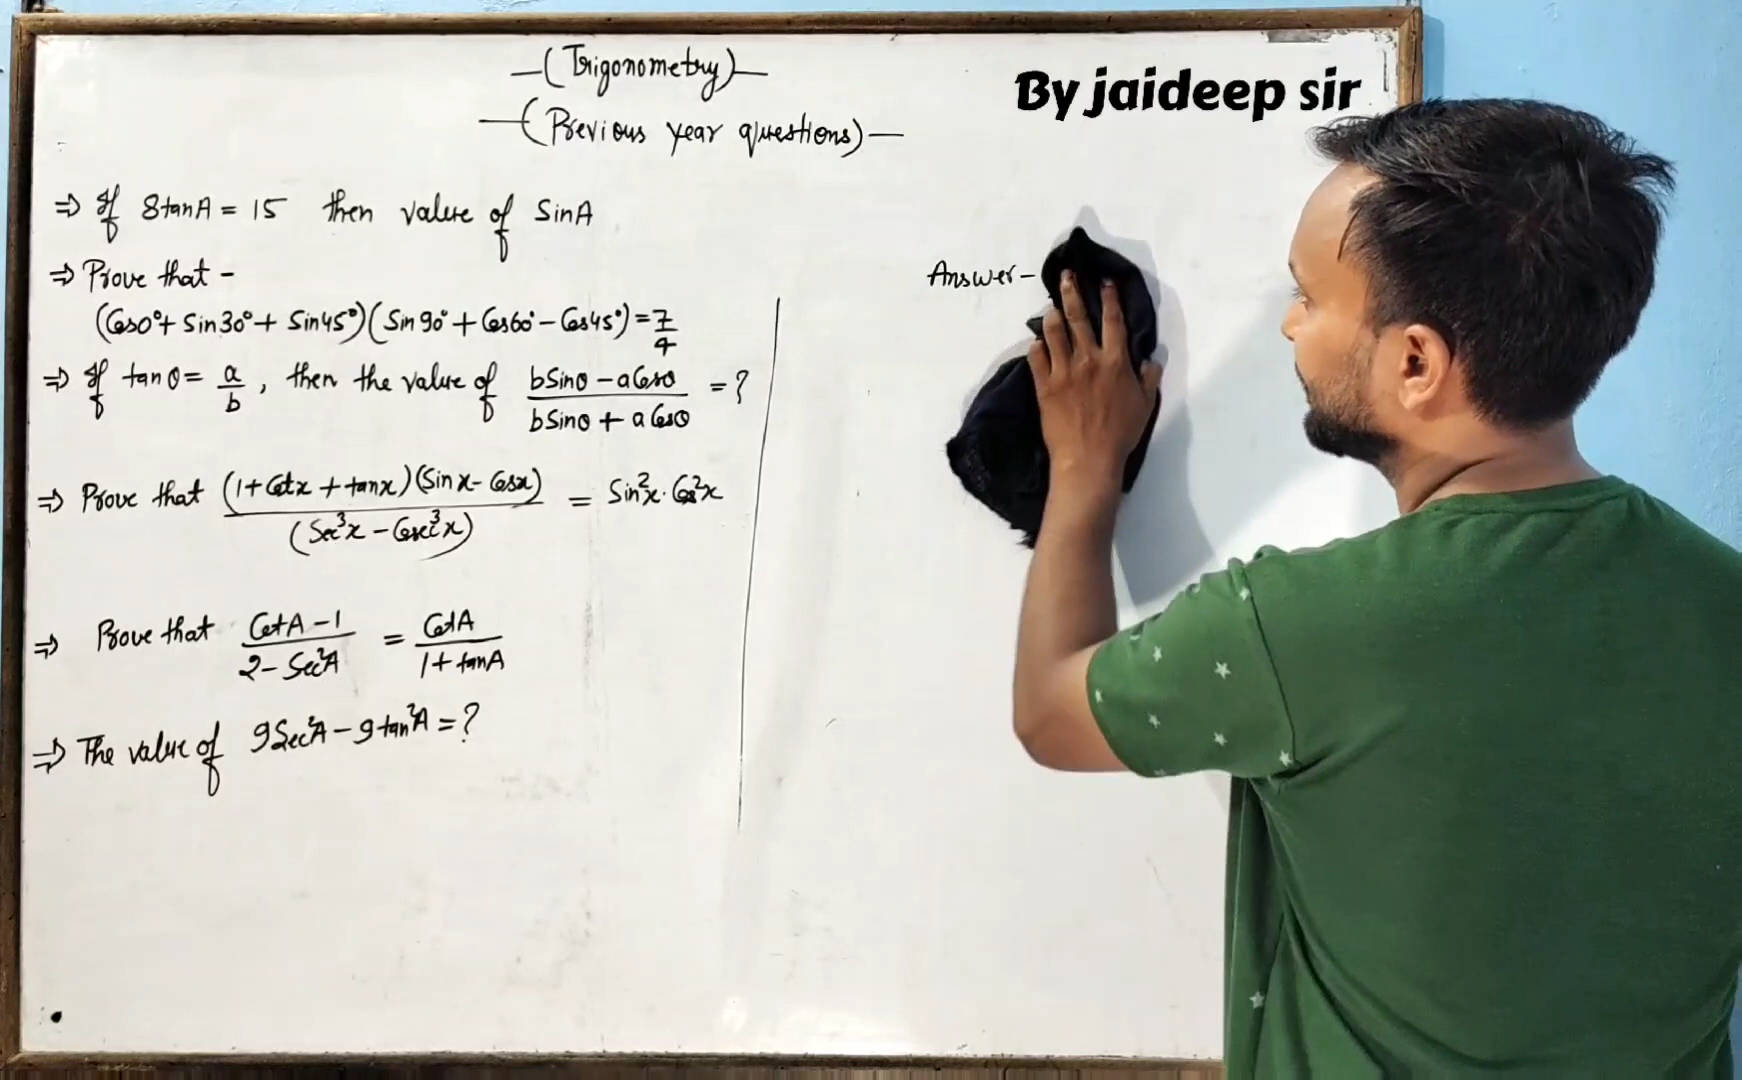 (Trigonometry)
(Previous year questions)
By jaideep sir
⇒ If 8tanA = 15 then value of SinA
⇒ Prove that -
(Cos0° + Sin30° + Sin45°)(Sin90° + Cos60° - Cos45°) = 7/4
⇒ If tanθ = a/b, then the value of (bSinθ - aCosθ)/(bSinθ + aCosθ) = ?
⇒ Prove that (1 + Cotx + tanx)(Sinx - Cosx)/(Sec³x - Cosec³x) = Sin²x · Cos²x
⇒ Prove that (CotA - 1)/(2 - Sec²A) = CotA/(1 + tanA)
⇒ The value of 9Sec²A - 9tan²A = ?
Answer -